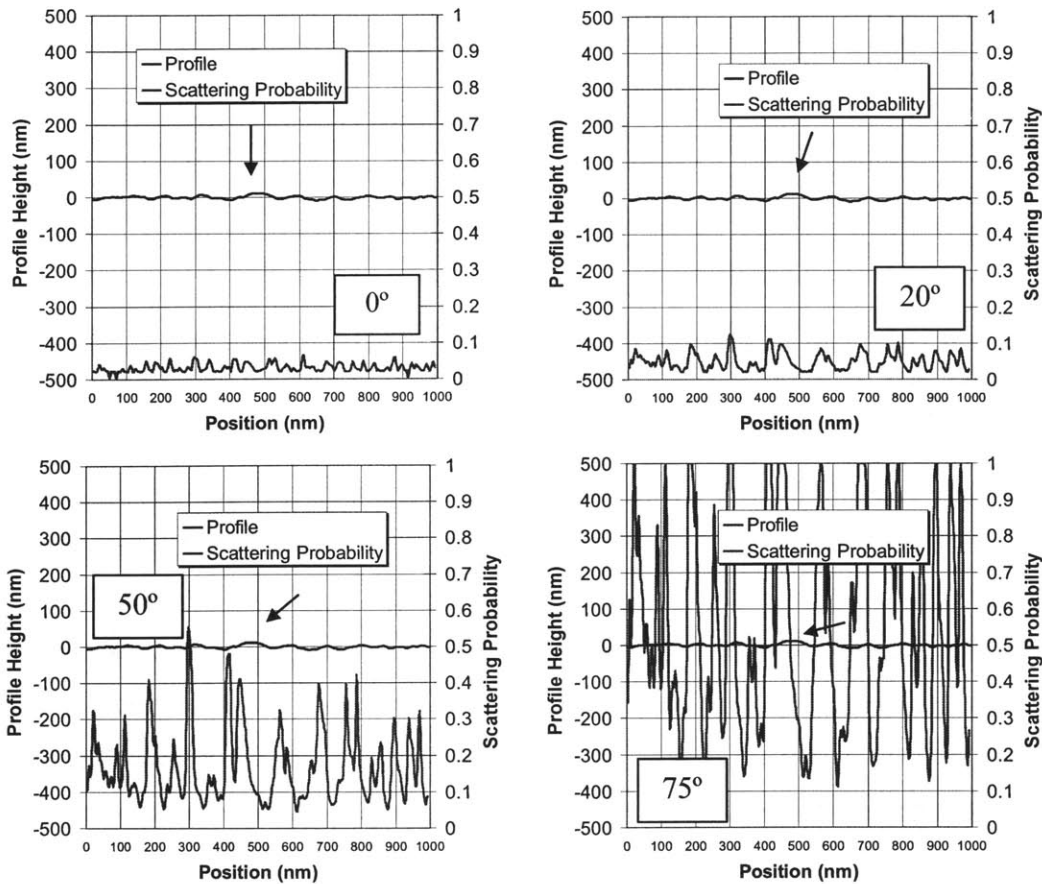 500 400 300 200 100 0 -100 -200 -300 -400 -500
Profile Height (nm)
Profile
Scattering Probability
0º
1 0.9 0.8 0.7 0.6 0.5 0.4 0.3 0.2 0.1 0
0 100 200 300 400 500 600 700 800 900 1000
Position (nm)
500 400 300 200 100 0 -100 -200 -300 -400 -500
Profile Height (nm)
Profile
Scattering Probability
20º
1 0.9 0.8 0.7 0.6 0.5 0.4 0.3 0.2 0.1 0
Scattering Probability
0 100 200 300 400 500 600 700 800 900 1000
Position (nm)
500 400 300 200 100 0 -100 -200 -300 -400 -500
Profile Height (nm)
Profile
Scattering Probability
50º
1 0.9 0.8 0.7 0.6 0.5 0.4 0.3 0.2 0.1 0
Scattering Probability
0 100 200 300 400 500 600 700 800 900 1000
Position (nm)
500 400 300 200 100 0 -100 -200 -300 -400 -500
Profile Height (nm)
Profile
Scattering Probability
75º
1 0.9 0.8 0.7 0.6 0.5 0.4 0.3 0.2 0.1 0
Scattering Probability
0 100 200 300 400 500 600 700 800 900 1000
Position (nm)